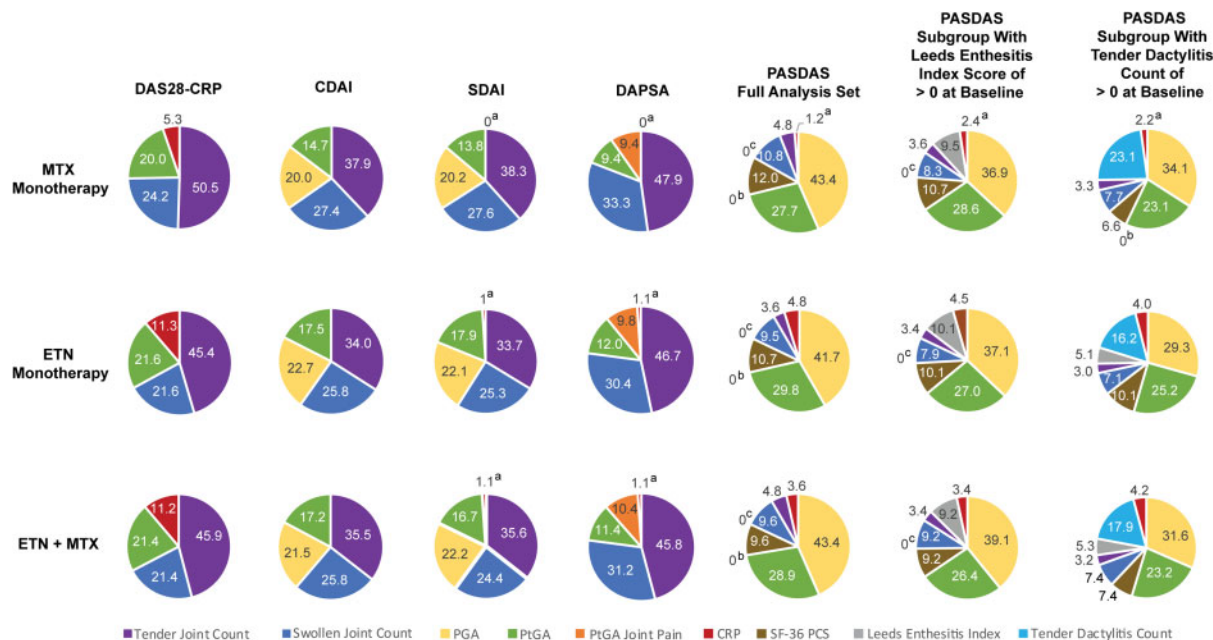 PASDAS
Subgroup With
Leeds Enthesitis
Index Score of
> 0 at Baseline
PASDAS
Subgroup With
Tender Dactylitis
Count of
> 0 at Baseline
DAS28-CRP
CDAI
SDAI
DAPSA
PASDAS
Full Analysis Set
MTX
Monotherapy
5.3
20.0
24.2
50.5
14.7
20.0
27.4
37.9
0a
13.8
20.2
27.6
38.3
0a
9.4
9.4
33.3
47.9
1.2a
4.8
0c
10.8
12.0
0b
27.7
43.4
2.4a
9.5
3.6
0c
8.3
10.7
28.6
36.9
2.2a
23.1
3.3
7.7
6.6
0b
23.1
34.1
ETN
Monotherapy
11.3
21.6
21.6
45.4
17.5
22.7
25.8
34.0
1a
17.9
22.1
25.3
33.7
1.1a
9.8
12.0
30.4
46.7
4.8
3.6
0c
9.5
10.7
0b
29.8
41.7
4.5
10.1
3.4
0c
7.9
10.1
27.0
37.1
4.0
16.2
5.1
3.0
7.1
10.1
25.2
29.3
ETN + MTX
11.2
21.4
21.4
45.9
17.2
21.5
25.8
35.5
1.1a
16.7
22.2
24.4
35.6
1.1a
10.4
11.4
31.2
45.8
3.6
4.8
0c
9.6
9.6
0b
28.9
43.4
3.4
9.2
3.4
0c
9.2
9.2
26.4
39.1
4.2
17.9
5.3
3.2
7.4
7.4
23.2
31.6
Tender Joint Count
Swollen Joint Count
PGA
PtGA
PtGA Joint Pain
CRP
SF-36 PCS
Leeds Enthesitis Index
Tender Dactylitis Count